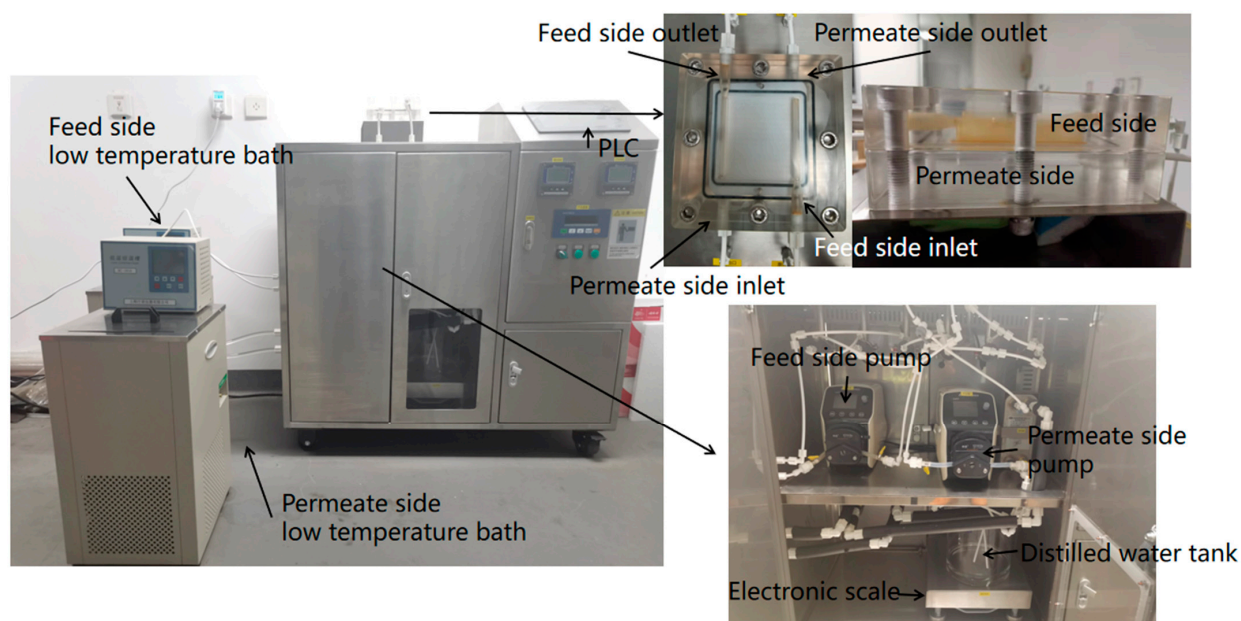 Feed side outlet
Permeate side outlet
Feed side
low temperature bath
PLC
Feed side
Permeate side
Feed side inlet
Permeate side inlet
Feed side pump
Permeate side
pump
Permeate side
low temperature bath
Distilled water tank
Electronic scale